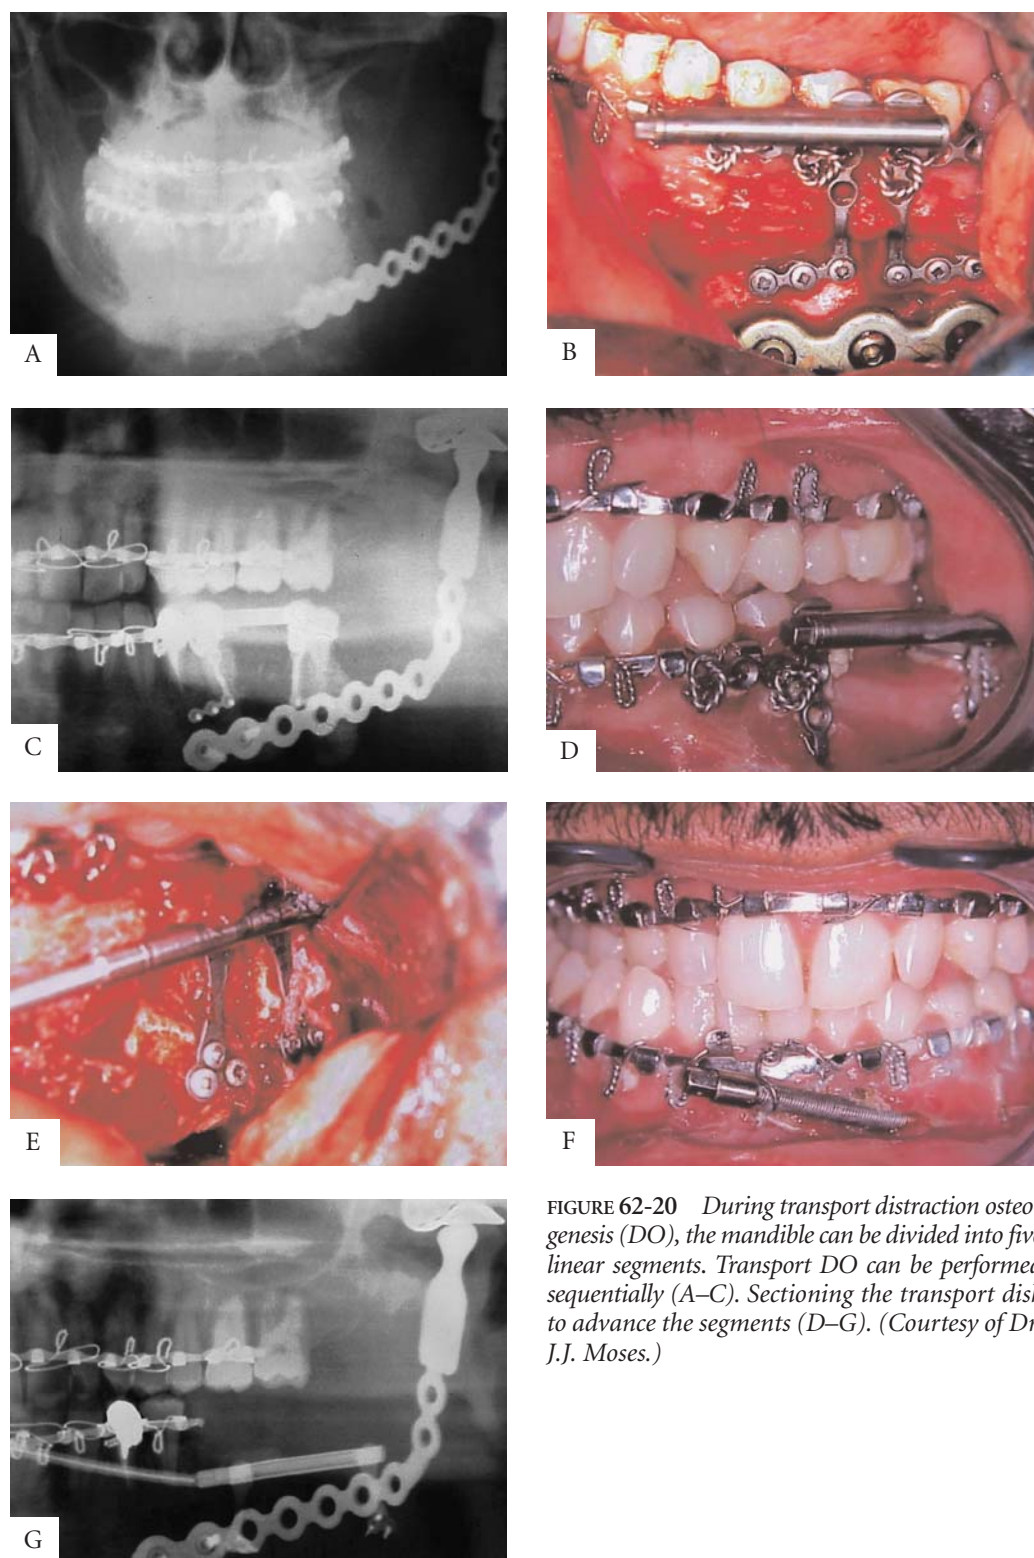 A
B
C
D
E
F
G
FIGURE 62-20 During transport distraction osteo
genesis (DO), the mandible can be divided into five
linear segments. Transport DO can be performed
sequentially (A–C). Sectioning the transport disk
to advance the segments (D–G). (Courtesy of Dr
J.J. Moses.)